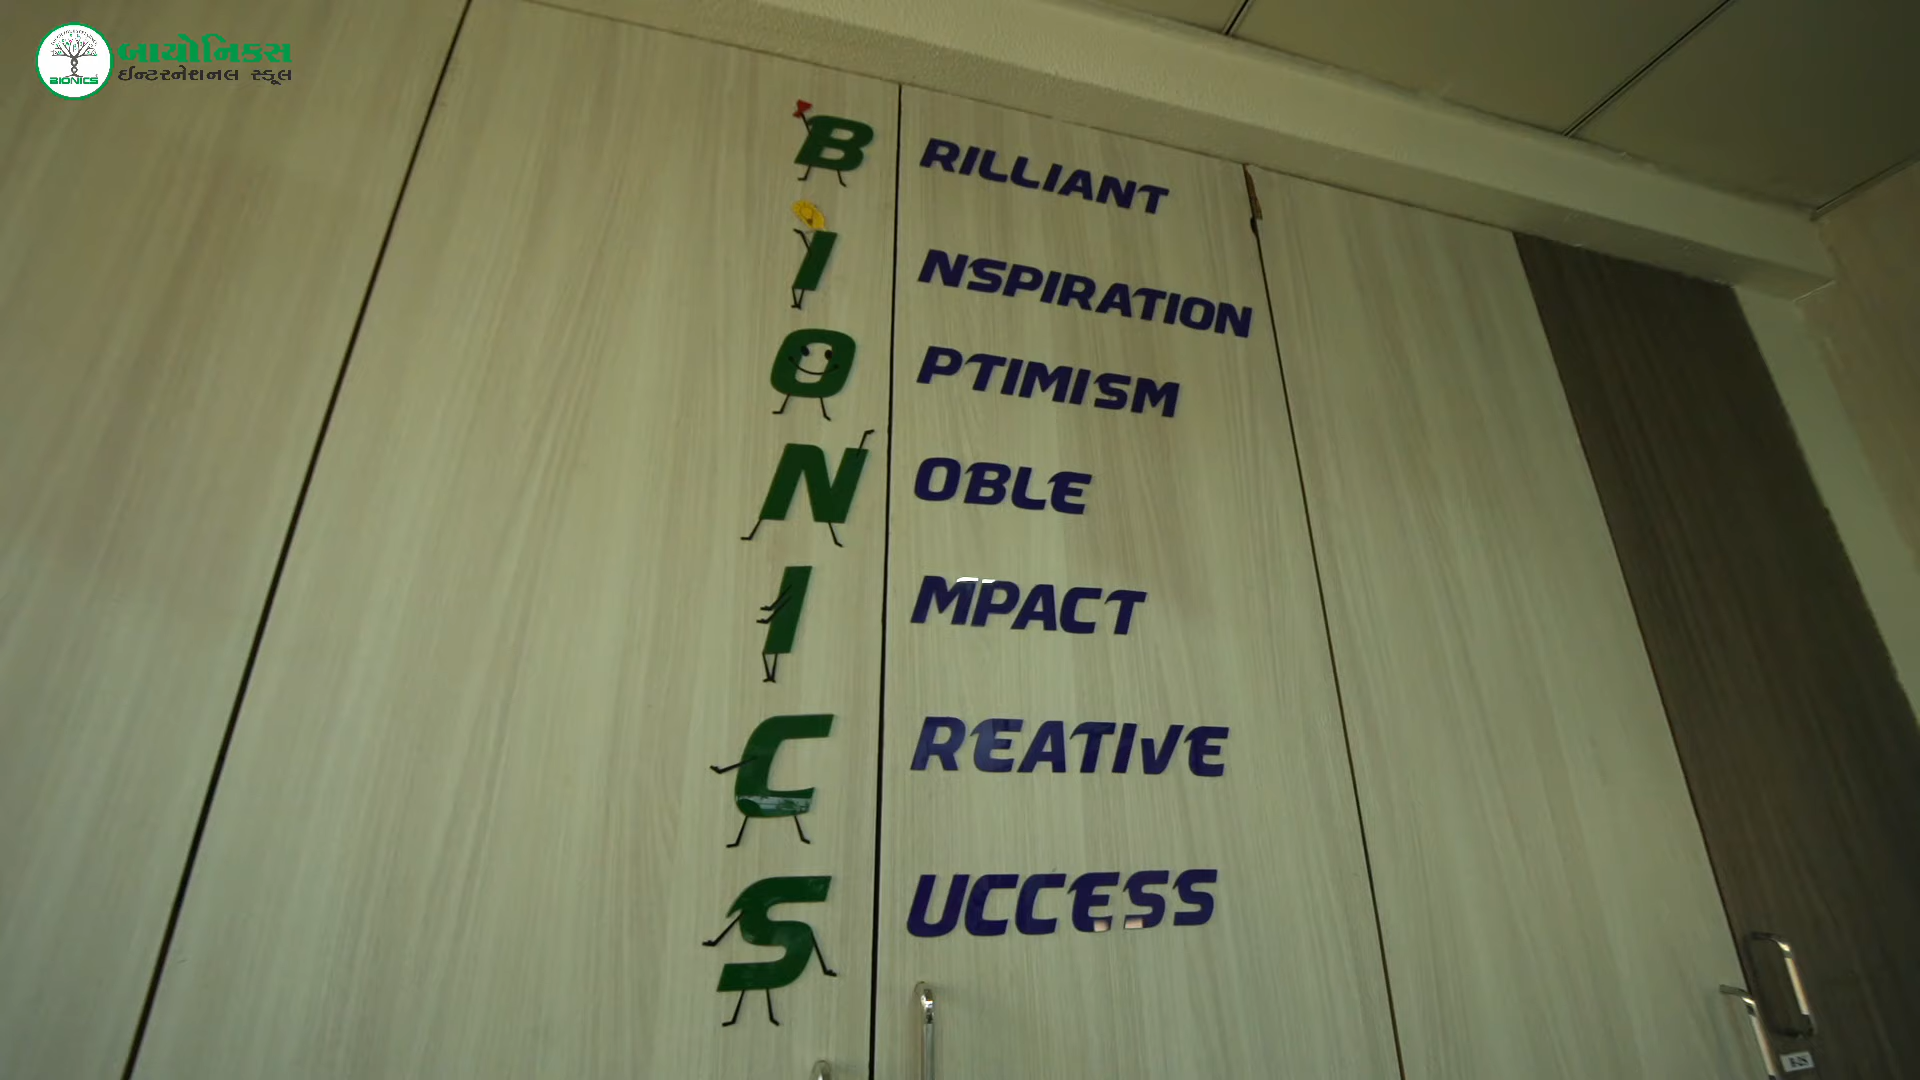 બાયોનિક્સ
ઈન્ટરનેશનલ સ્કૂલ
BIONICS
B RILLIANT
I NSPIRATION
O PTIMISM
N OBLE
I MPACT
C REATIVE
S UCCESS